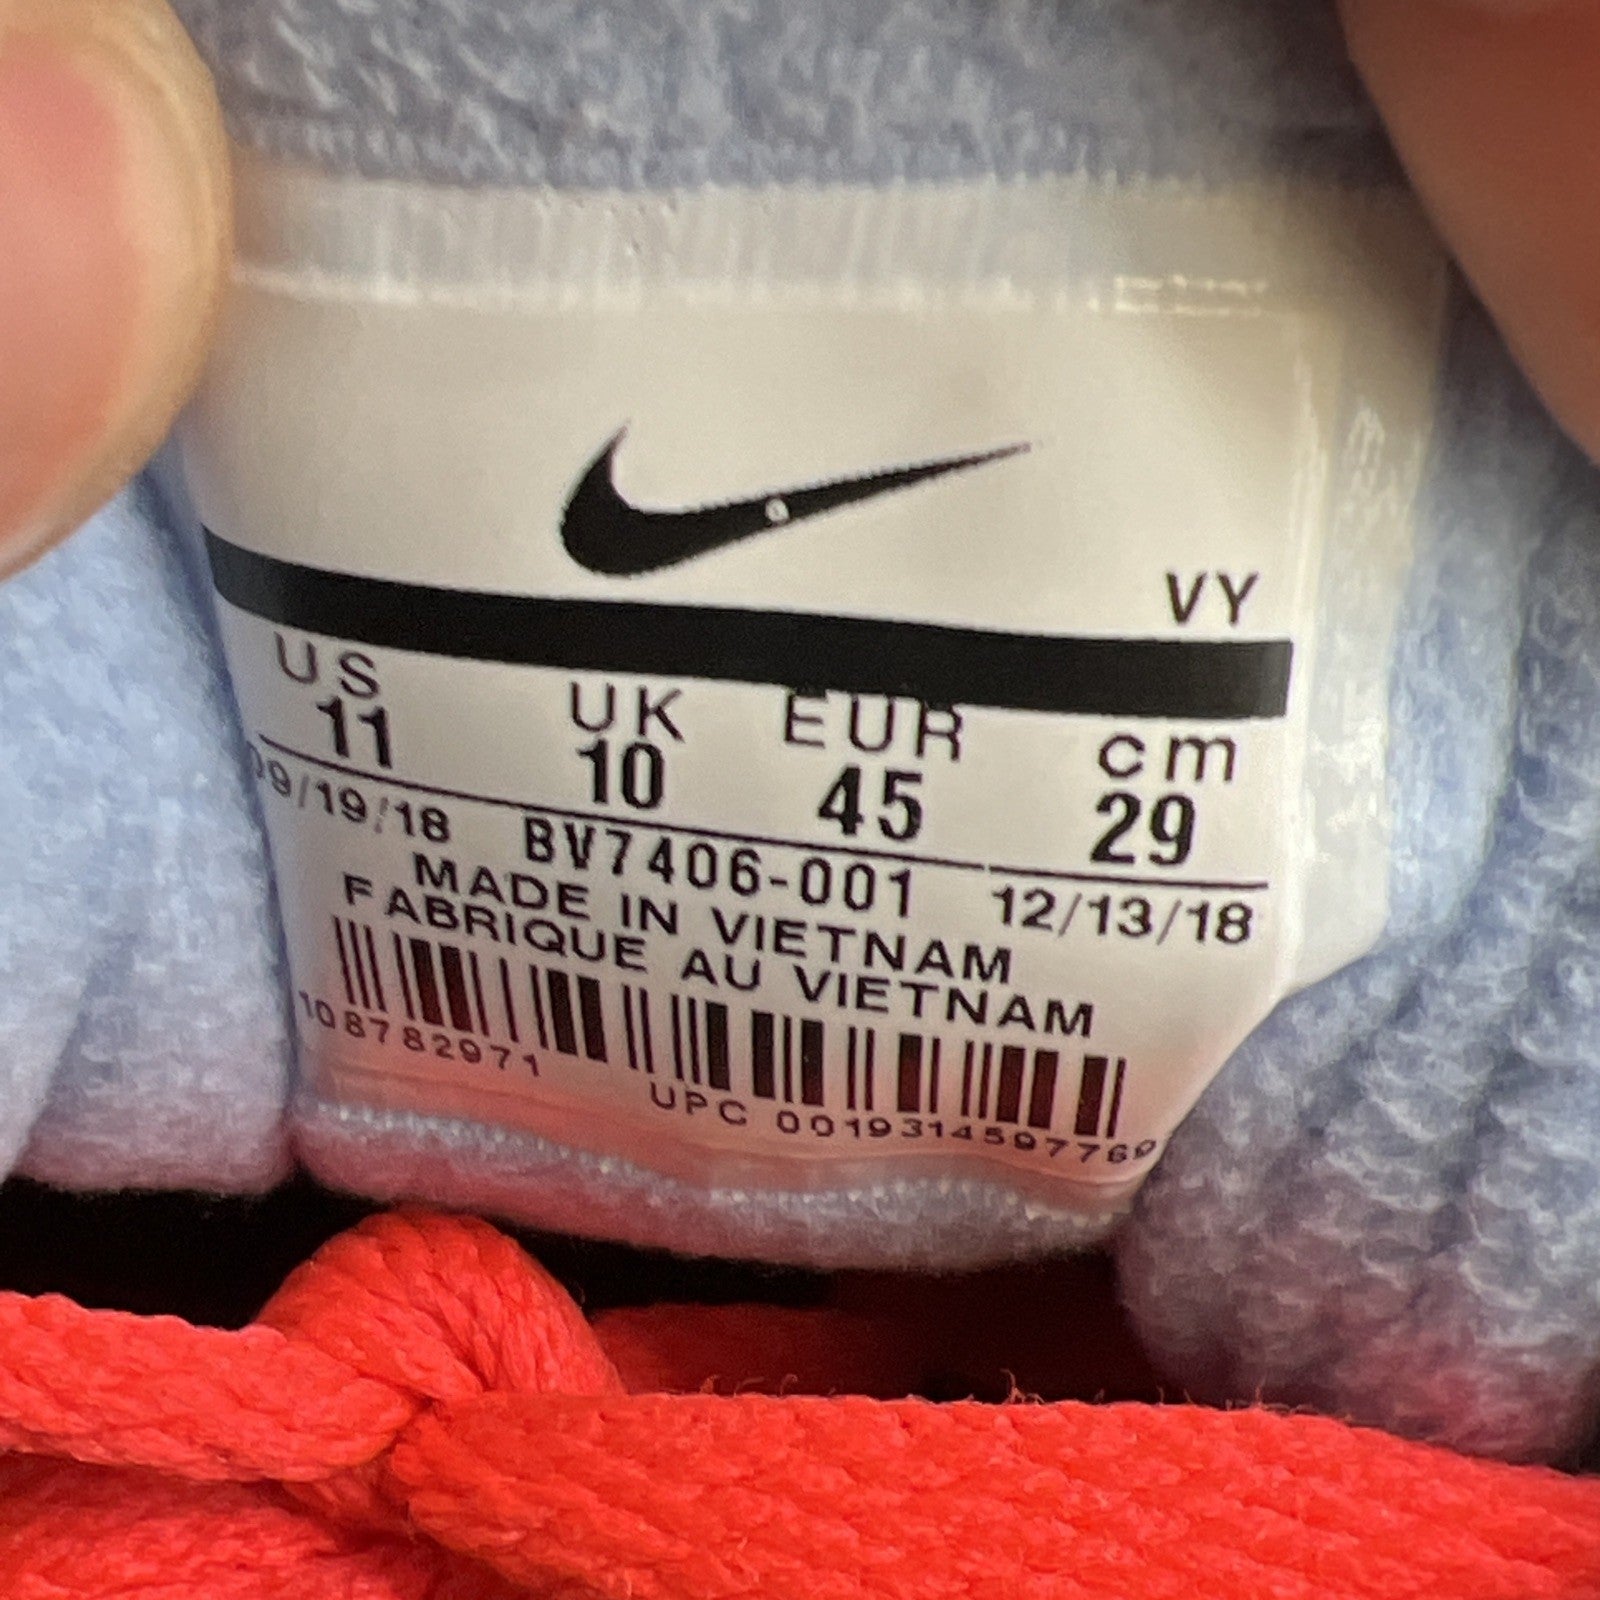 VY
US UK EUR cm
11 10 45 29
09/19/18 BV7406-001 12/13/18
MADE IN VIETNAM
FABRIQUE AU VIETNAM
108782971
UPC 00193145977609